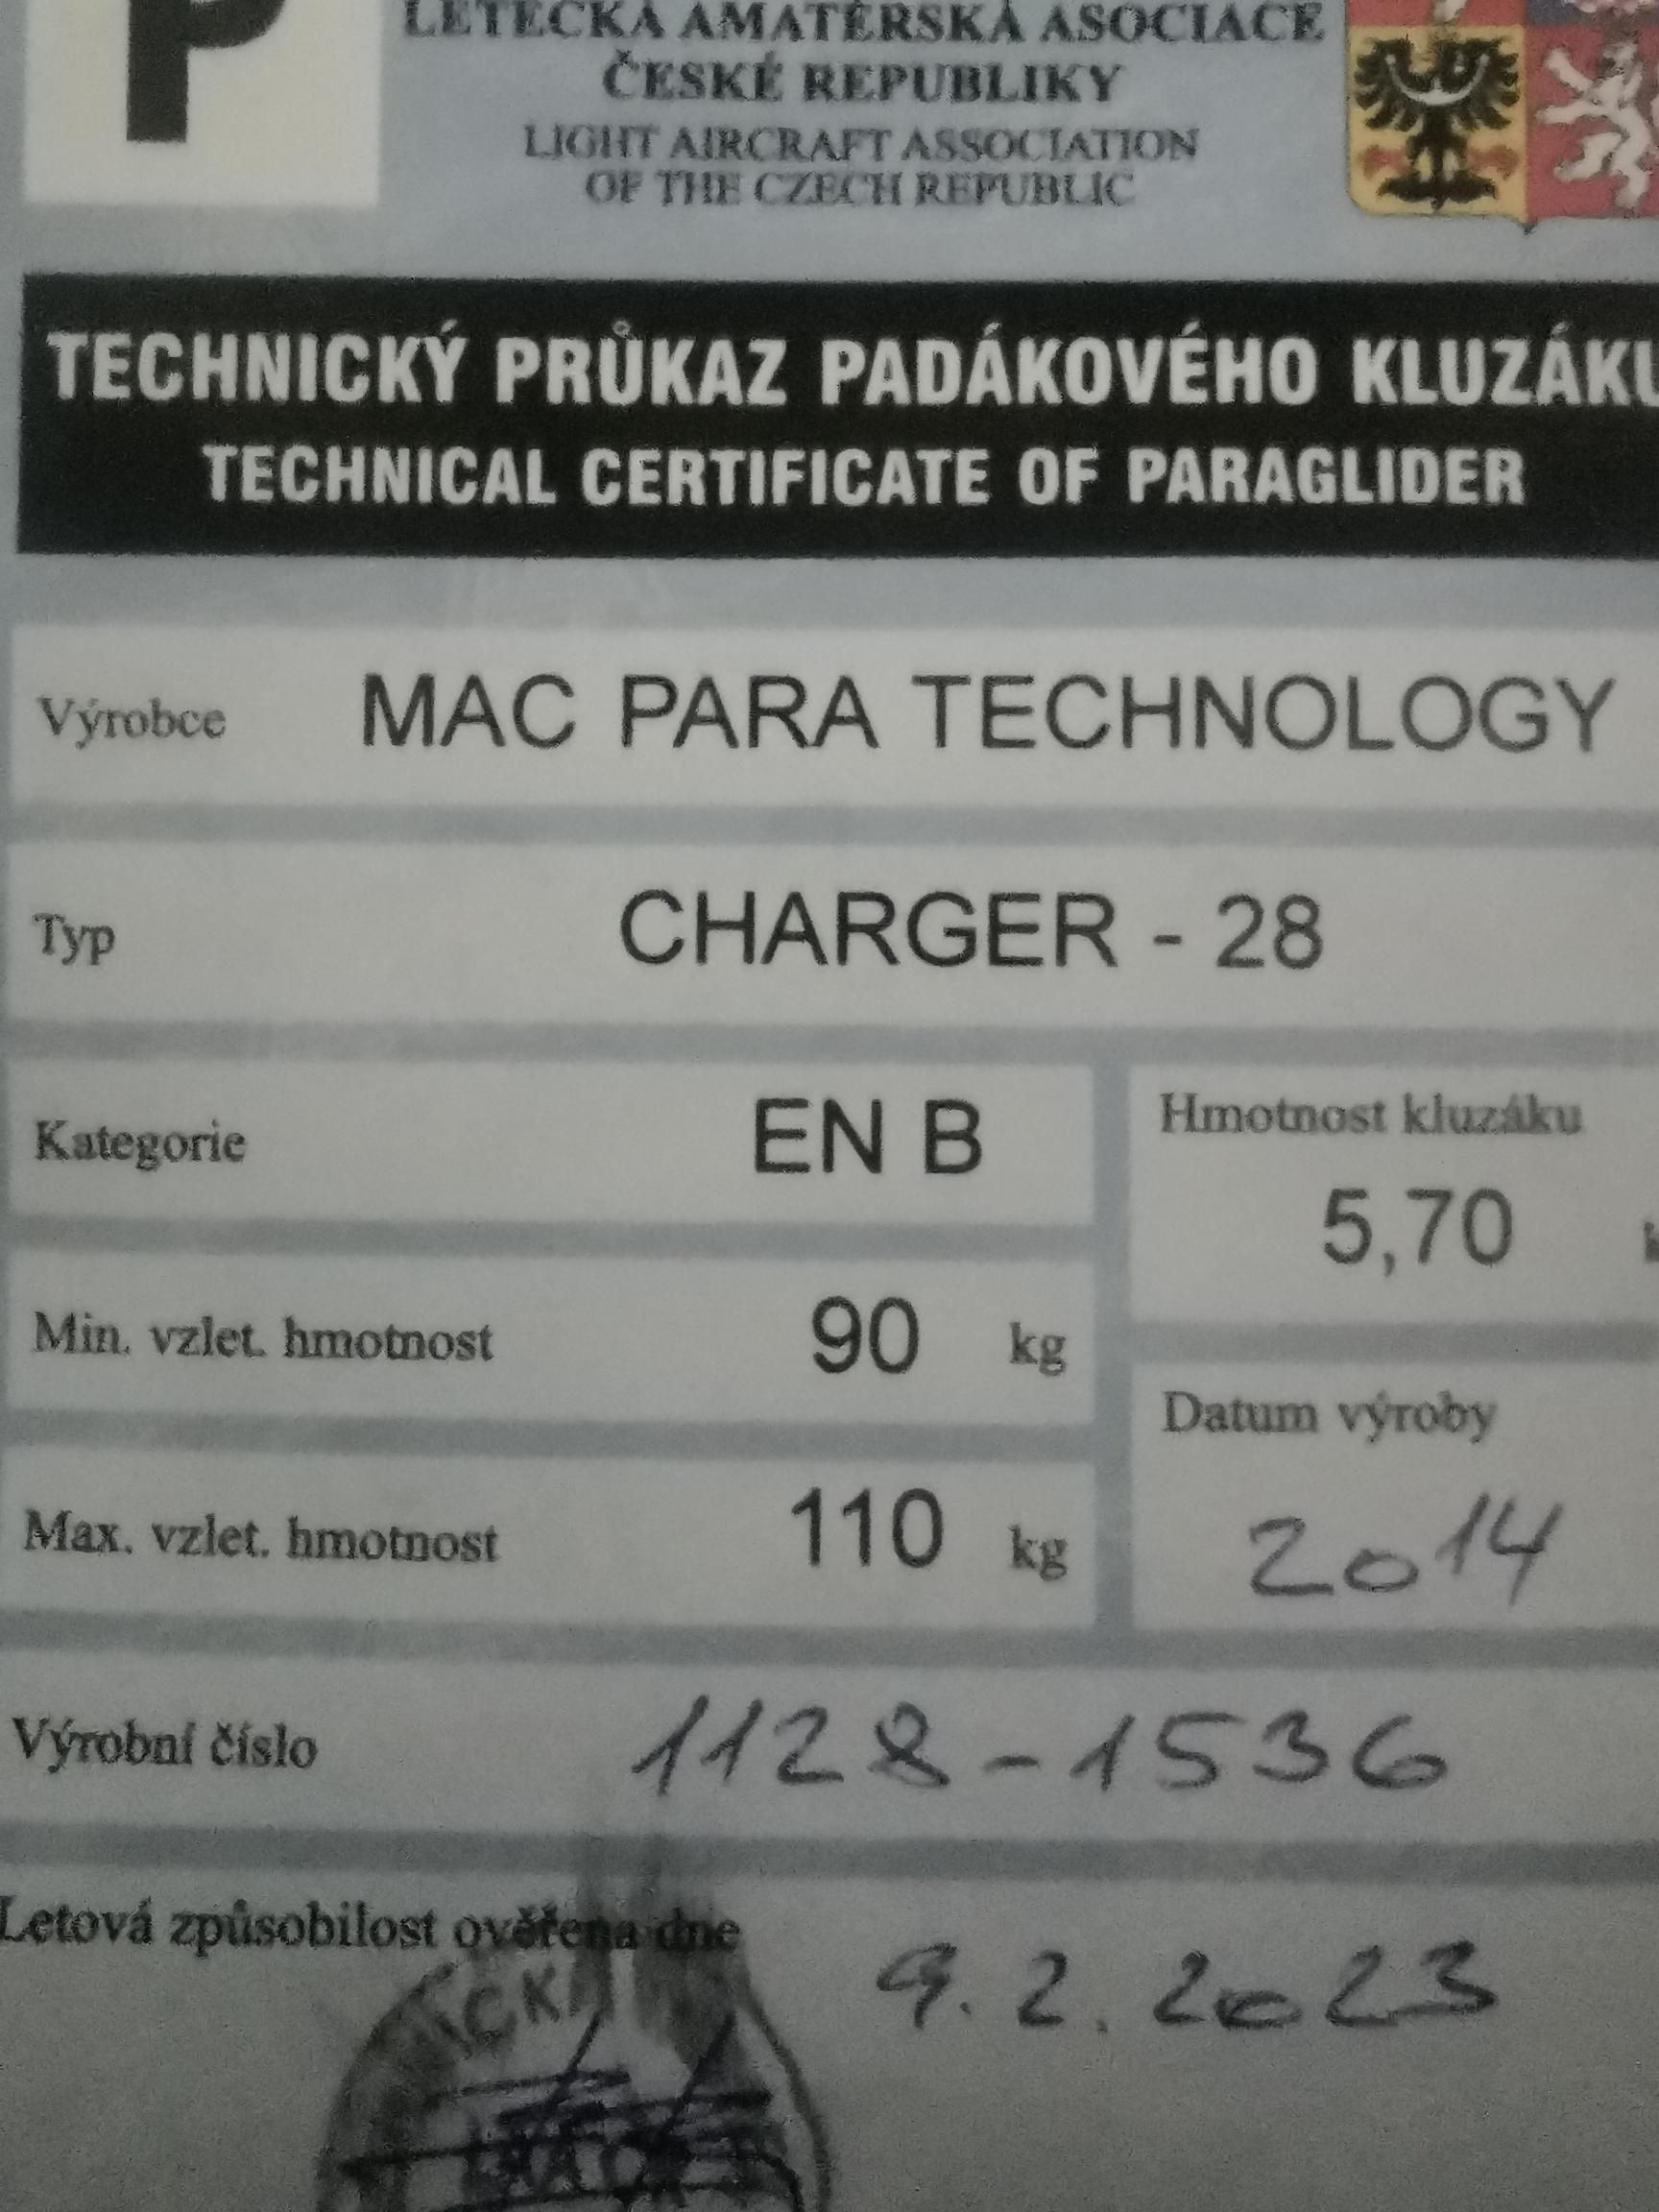 P
LETECKÁ AMATÉRSKÁ ASOCIACE
ČESKÉ REPUBLIKY
LIGHT AIRCRAFT ASSOCIATION
OF THE CZECH REPUBLIC
TECHNICKÝ PRŮKAZ PADÁKOVÉHO KLUZÁKU
TECHNICAL CERTIFICATE OF PARAGLIDER
Výrobce MAC PARA TECHNOLOGY
Typ CHARGER - 28
Kategorie EN B
Hmotnost kluzáku
5,70
Min. vzlet. hmotnost 90 kg
Datum výroby
2014
Max. vzlet. hmotnost 110 kg
Výrobní číslo 1128-1536
Letová způsobilost ověřena dne 9.2.2023